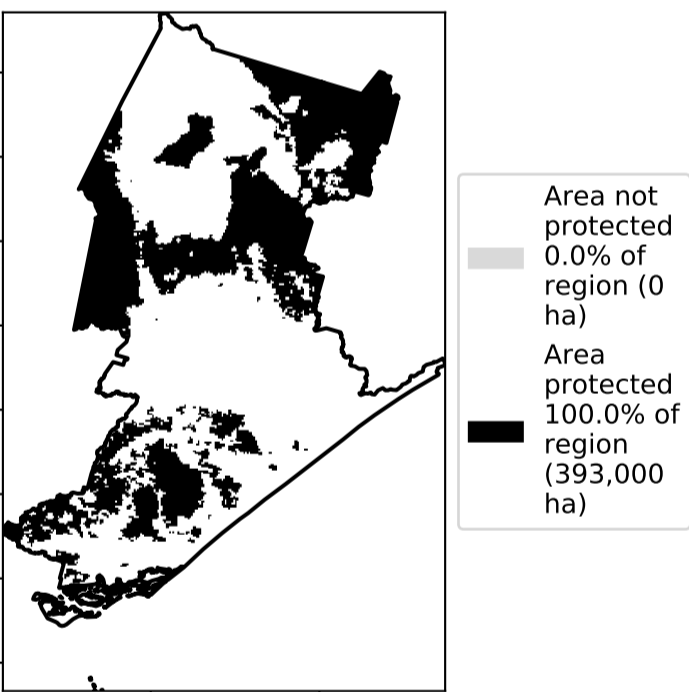 Area not
protected
0.0% of
region (0
ha)
Area
protected
100.0% of
region
(393,000
ha)